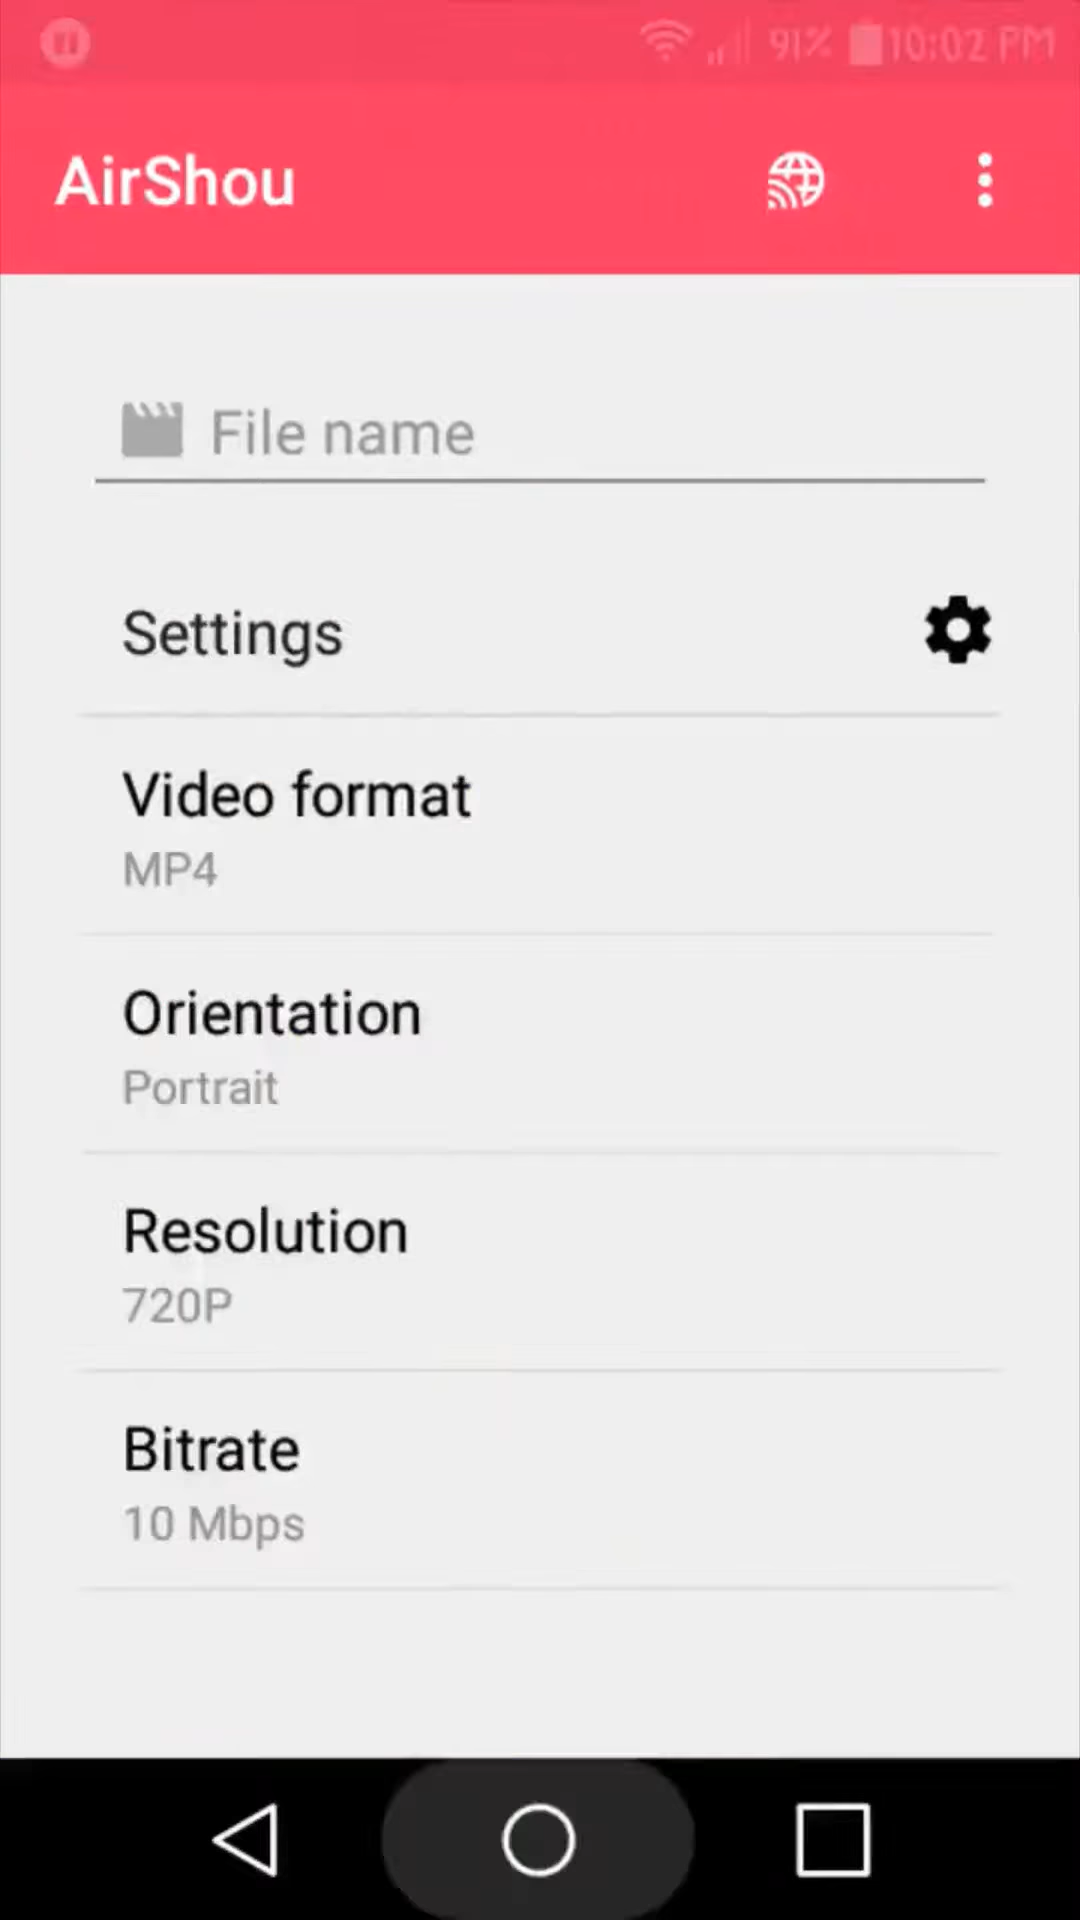 91% 10:02 PM
AirShou
File name
Settings
Video format
MP4
Orientation
Portrait
Resolution
720P
Bitrate
10 Mbps